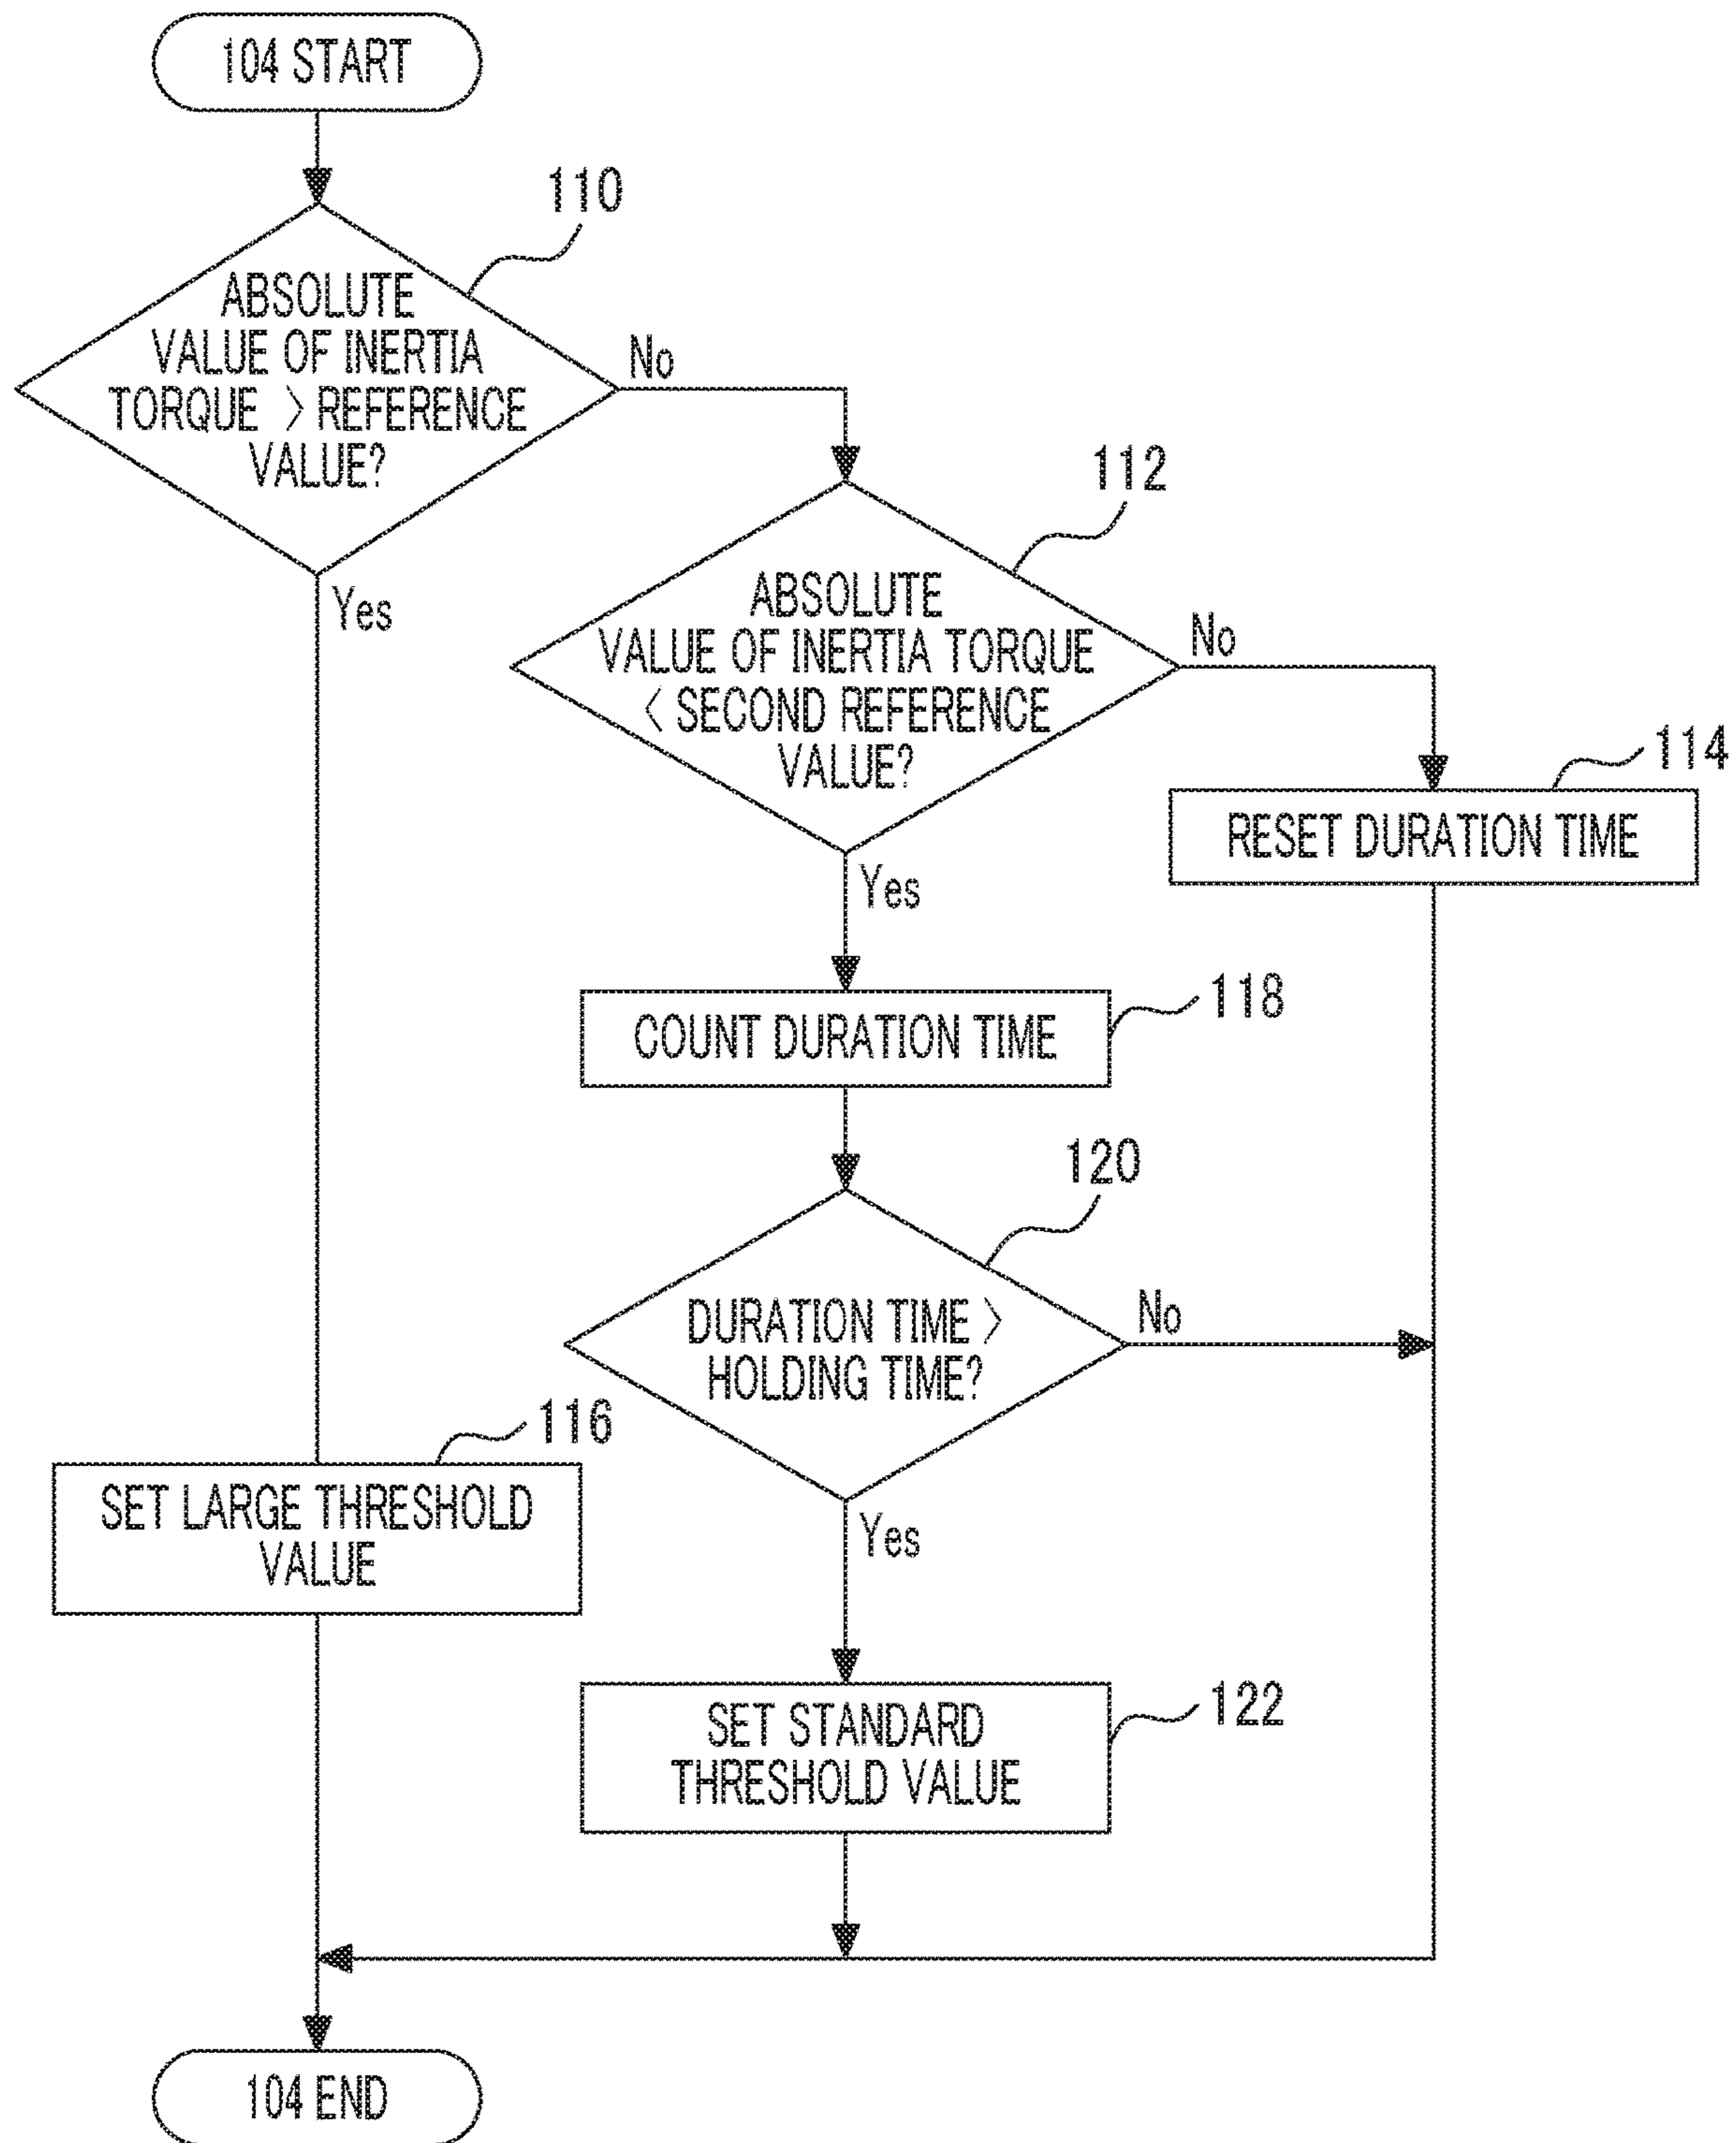 104 START
110
ABSOLUTE
VALUE OF INERTIA
TORQUE > REFERENCE
VALUE?
No
Yes
112
ABSOLUTE
VALUE OF INERTIA TORQUE
< SECOND REFERENCE
VALUE?
No
Yes
114
RESET DURATION TIME
118
COUNT DURATION TIME
120
DURATION TIME >
HOLDING TIME?
No
Yes
116
SET LARGE THRESHOLD
VALUE
122
SET STANDARD
THRESHOLD VALUE
104 END